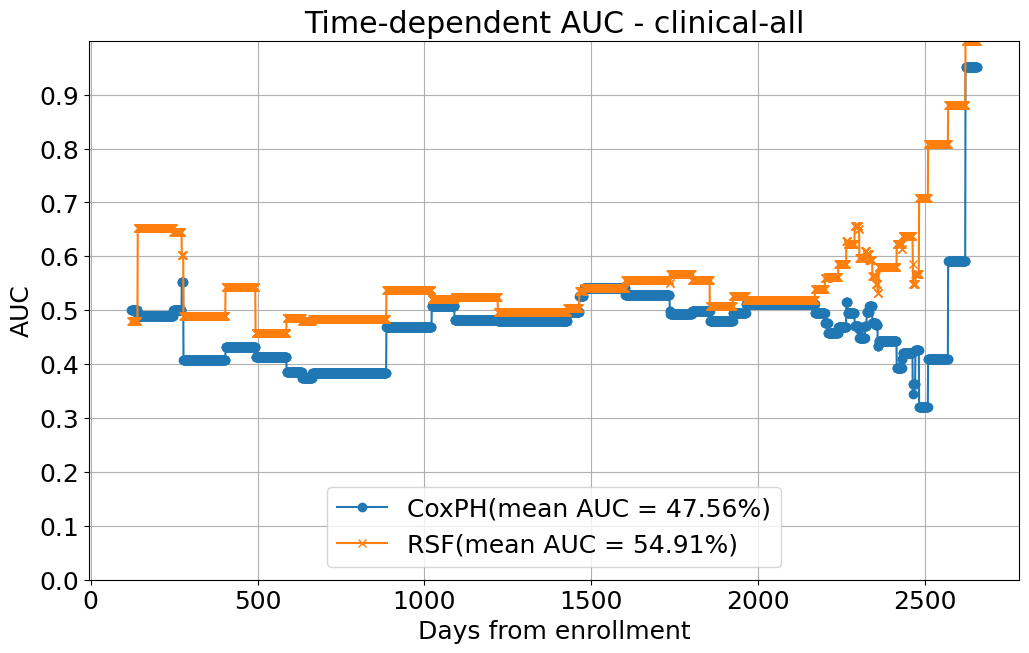 Time-dependent AUC - clinical-all
AUC
0.9
0.8
0.7
0.6
0.5
0.4
0.3
0.2
0.1
0.0
CoxPH(mean AUC = 47.56%)
RSF(mean AUC = 54.91%)
0 500 1000 1500 2000 2500
Days from enrollment